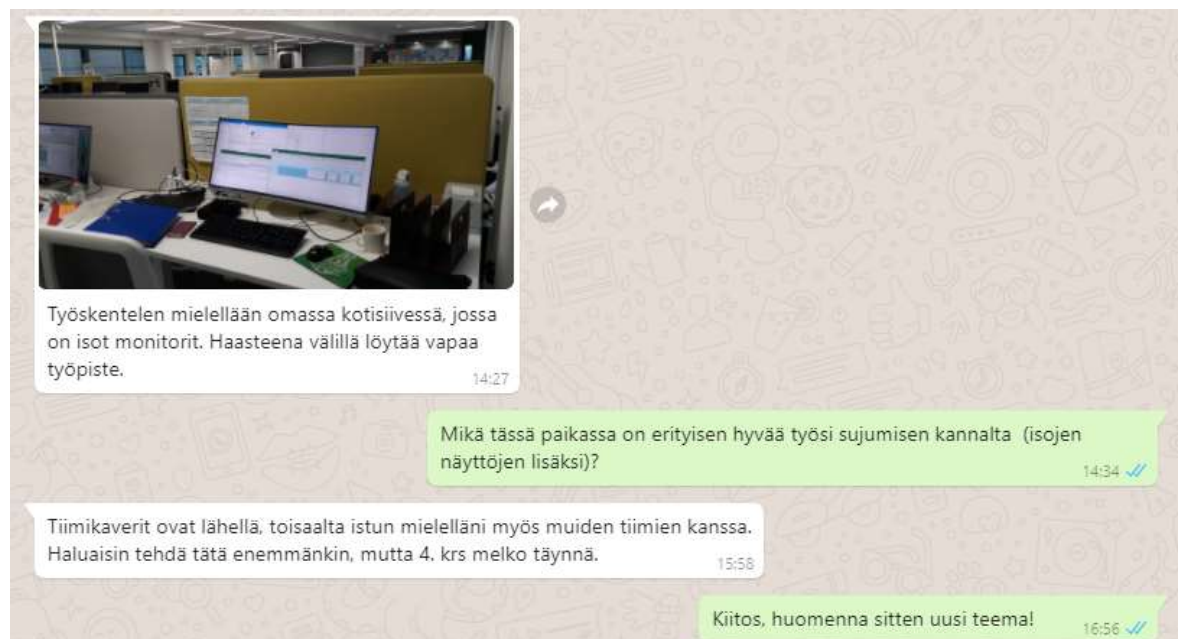 Työskentelen mielellään omassa kotisiivessä, jossa
on isot monitorit. Haasteena välillä löytää vapaa
työpiste.
14:27
Mikä tässä paikassa on erityisen hyvää työsi sujumisen kannalta (isojen
näyttöjen lisäksi)?
14:34
Tiimikaverit ovat lähellä, toisaalta istun mielelläni myös muiden tiimien kanssa.
Haluaisin tehdä tätä enemmänkin, mutta 4. krs melko täynnä.
15:58
Kiitos, huomenna sitten uusi teema!
16:56